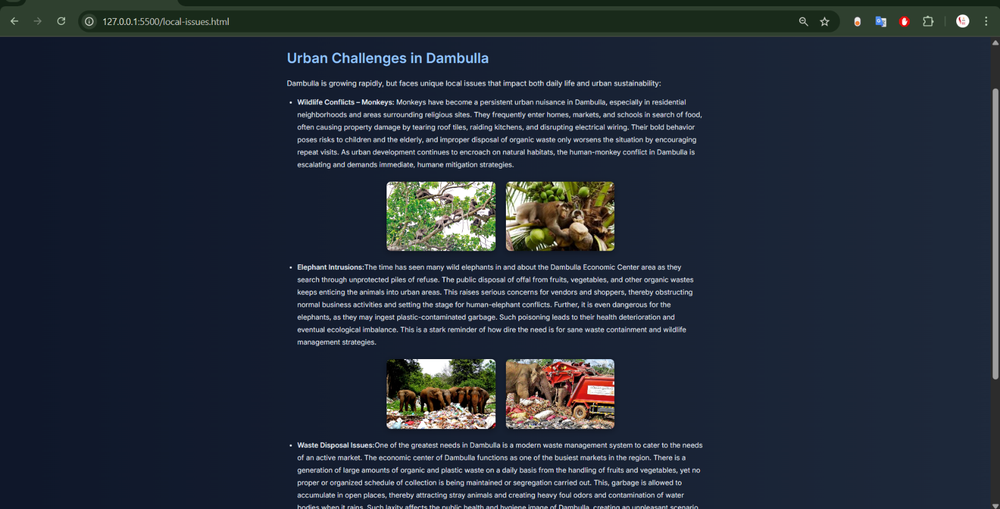 127.0.0.1:5500/local-issues.html
Urban Challenges in Dambulla
Dambulla is growing rapidly, but faces unique local issues that impact both daily life and urban sustainability:
• Wildlife Conflicts – Monkeys: Monkeys have become a persistent urban nuisance in Dambulla, especially in residential
neighborhoods and areas surrounding religious sites. They frequently enter homes, markets, and schools in search of food,
often causing property damage by tearing roof tiles, raiding kitchens, and disrupting electrical wiring. Their bold behavior
poses risks to children and the elderly, and improper disposal of organic waste only worsens the situation by encouraging
repeat visits. As urban development continues to encroach on natural habitats, the human-monkey conflict in Dambulla is
escalating and demands immediate, humane mitigation strategies.
• Elephant Intrusions:The time has seen many wild elephants in and about the Dambulla Economic Center area as they
search through unprotected piles of refuse. The public disposal of offal from fruits, vegetables, and other organic wastes
keeps enticing the animals into urban areas. This raises serious concerns for vendors and shoppers, thereby obstructing
normal business activities and setting the stage for human-elephant conflicts. Further, it is even dangerous for the
elephants, as they may ingest plastic-contaminated garbage. Such poisoning leads to their health deterioration and
eventual ecological imbalance. This is a stark reminder of how dire the need is for sane waste containment and wildlife
management strategies.
• Waste Disposal Issues:One of the greatest needs in Dambulla is a modern waste management system to cater to the needs
of an active market. The economic center of Dambulla functions as one of the busiest markets in the region. There is a
generation of large amounts of organic and plastic waste on a daily basis from the handling of fruits and vegetables, yet no
proper or organized schedule of collection is being maintained or segregation carried out. This, garbage is allowed to
accumulate in open places, thereby attracting stray animals and creating heavy foul odors and contamination of water
bodies when it rains. Such laxity affects the public health and hygiene image of Dambulla, creating an unpleasant scenario